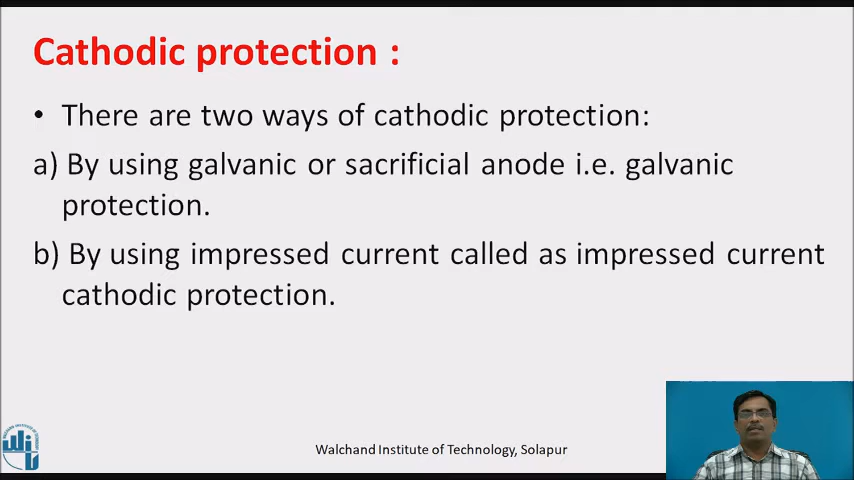 Cathodic protection :
• There are two ways of cathodic protection:
a) By using galvanic or sacrificial anode i.e. galvanic
protection.
b) By using impressed current called as impressed current
cathodic protection.
Walchand Institute of Technology, Solapur